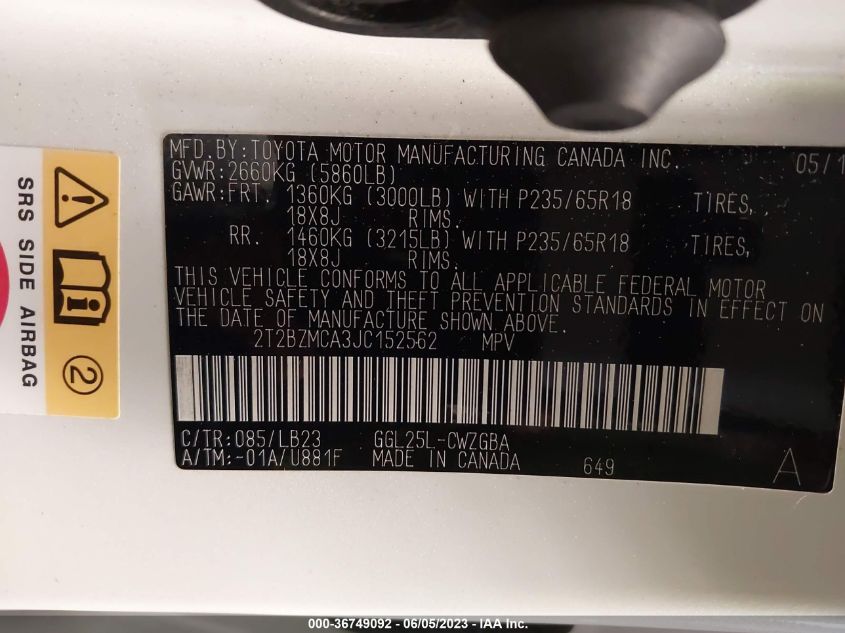 MFD.BY:TOYOTA MOTOR MANUFACTURING CANADA INC. 05/1
GVWR:2660KG (5860LB)
GAWR:FRT. 1360KG (3000LB) WITH P235/65R18 TIRES,
18X8J RIMS.
RR. 1460KG (3215LB) WITH P235/65R18 TIRES,
18X8J RIMS.
THIS VEHICLE CONFORMS TO ALL APPLICABLE FEDERAL MOTOR
VEHICLE SAFETY AND THEFT PREVENTION STANDARDS IN EFFECT ON
THE DATE OF MANUFACTURE SHOWN ABOVE.
2T2BZMCA3JC152562 MPV
C/TR:085/LB23 GGL25L-CWZGBA
A/TM:-01A/U881F MADE IN CANADA 649 A
SRS SIDE AIRBAG
2
000-36749092 - 06/05/2023 - IAA Inc.